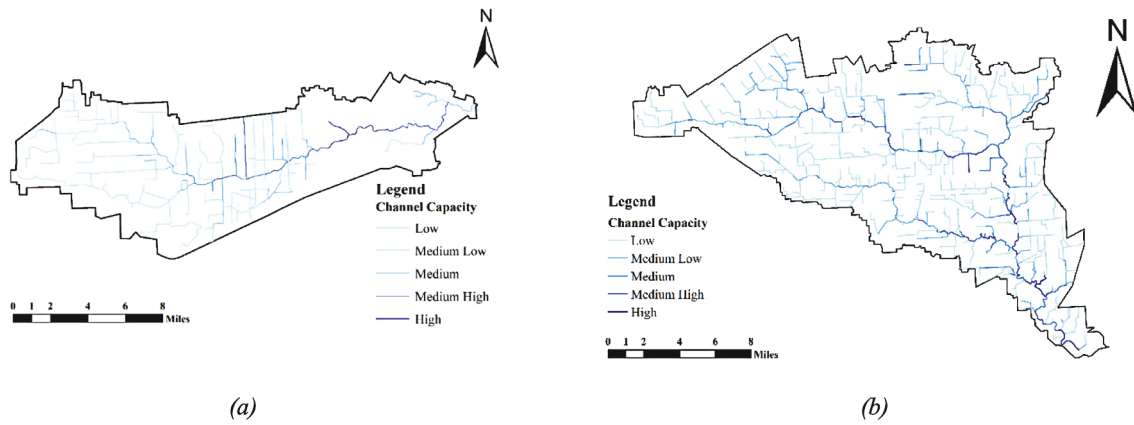 N
Legend
Channel Capacity
Low
Medium Low
Medium
Medium High
High
0 1 2 4 6 8
Miles
(a)
N
Legend
Channel Capacity
Low
Medium Low
Medium
Medium High
High
0 1 2 4 6 8
Miles
(b)